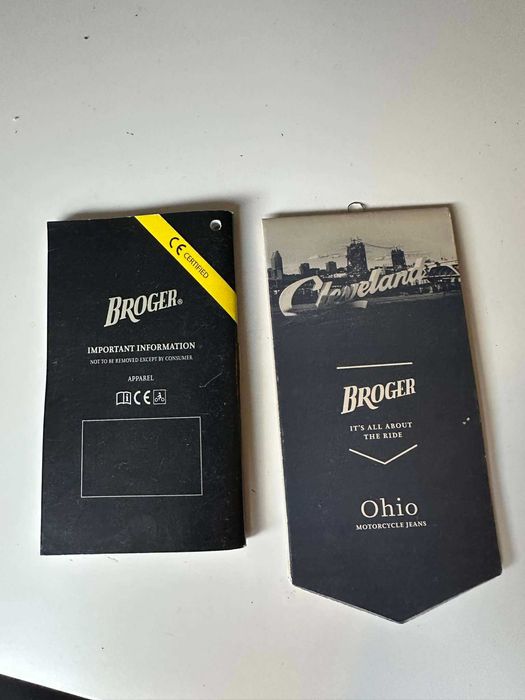 CE CERTIFIED
BROGER®
IMPORTANT INFORMATION
NOT TO BE REMOVED EXCEPT BY CONSUMER
APPAREL
i CE
Cleveland
BROGER
IT'S ALL ABOUT
THE RIDE
Ohio
MOTORCYCLE JEANS